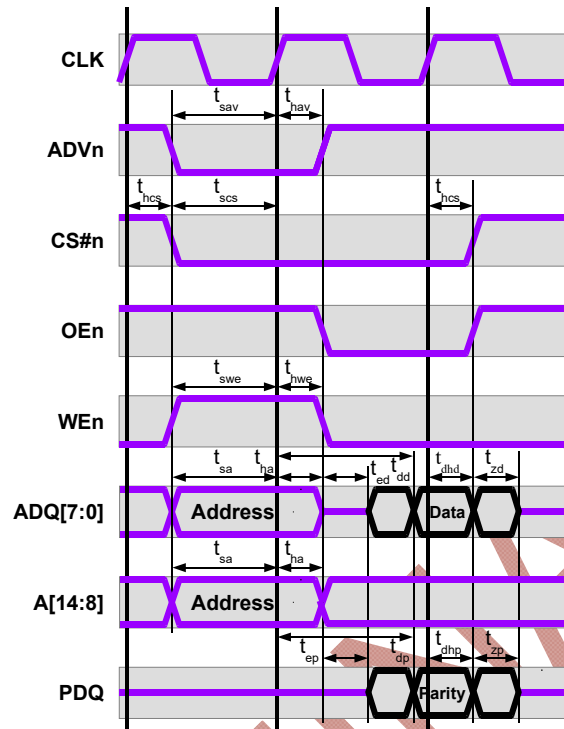 CLK
t sav t hav
ADVn
t hcs t scs t hcs
CS#n
OEn
t swe t hwe
WEn
t sa t ha t ed t dd t dhd t zd
ADQ[7:0] Address Data
t sa t ha
A[14:8] Address
t ep t dp t dhp t zp
PDQ Parity